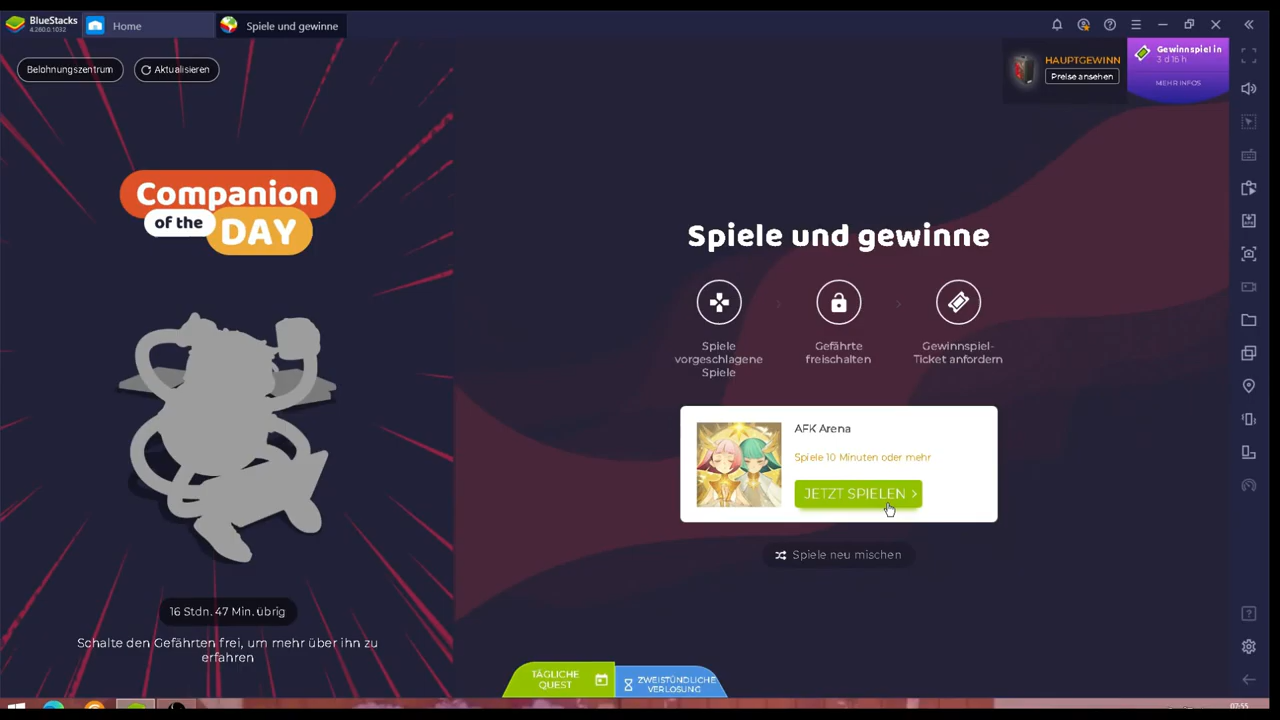 BlueStacks
4.280.0.1032
Home
Spiele und gewinne
Belohnungszentrum
Aktualisieren
HAUPTGEWINN
Preise ansehen
Gewinnspiel in
3 d 16 h
MEHR INFOS
Companion
of the
DAY
Spiele und gewinne
Spiele
vorgeschlagene
Spiele
Gefährte
freischalten
Gewinnspiel-
Ticket anfordern
AFK Arena
Spiele 10 Minuten oder mehr
JETZT SPIELEN
Spiele neu mischen
16 Stdn. 47 Min. übrig
Schalte den Gefährten frei, um mehr über ihn zu
erfahren
TÄGLICHE
QUEST
ZWEISTÜNDLICHE
VERLOSUNG
07:55